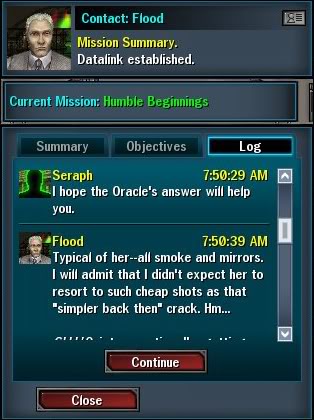 Contact: Flood
Mission Summary.
Datalink established.
Current Mission: Humble Beginnings
Summary
Objectives
Log
Seraph 7:50:29 AM
I hope the Oracle's answer will help
you.
Flood 7:50:39 AM
Typical of her--all smoke and mirrors.
I will admit that I didn't expect her to
resort to such cheap shots as that
"simpler back then" crack. Hm...
Continue
Close